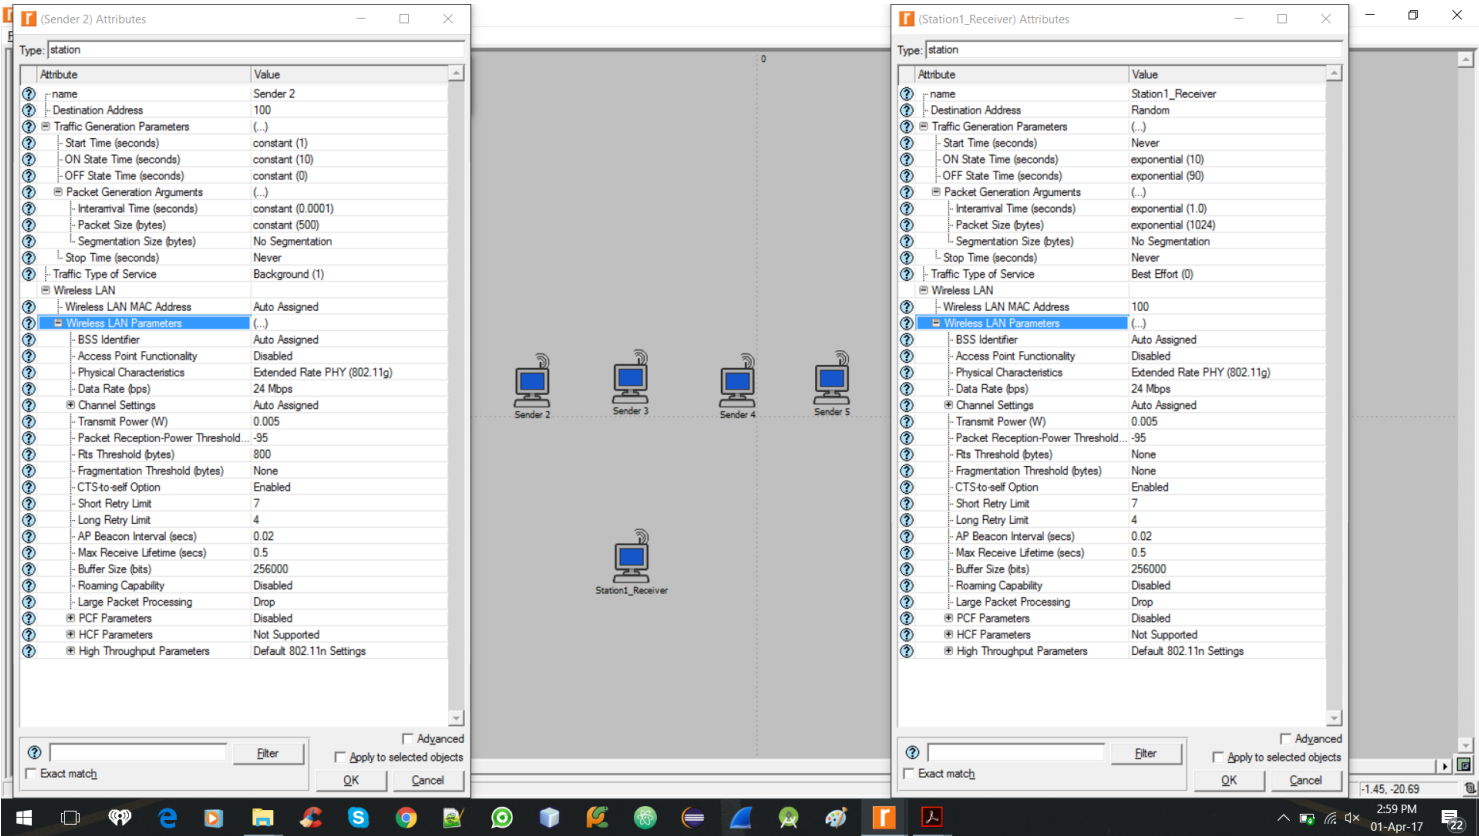 (Sender 2) Attributes
Type: station
Attribute Value
name Sender 2
Destination Address 100
Traffic Generation Parameters (...)
Start Time (seconds) constant (1)
ON State Time (seconds) constant (10)
OFF State Time (seconds) constant (0)
Packet Generation Arguments (...)
Interarrival Time (seconds) constant (0.0001)
Packet Size (bytes) constant (500)
Segmentation Size (bytes) No Segmentation
Stop Time (seconds) Never
Traffic Type of Service Background (1)
Wireless LAN
Wireless LAN MAC Address Auto Assigned
Wireless LAN Parameters (...)
BSS Identifier Auto Assigned
Access Point Functionality Disabled
Physical Characteristics Extended Rate PHY (802.11g)
Data Rate (bps) 24 Mbps
Channel Settings Auto Assigned
Transmit Power (W) 0.005
Packet Reception-Power Threshold... -95
Rts Threshold (bytes) 800
Fragmentation Threshold (bytes) None
CTS-to-self Option Enabled
Short Retry Limit 7
Long Retry Limit 4
AP Beacon Interval (secs) 0.02
Max Receive Lifetime (secs) 0.5
Buffer Size (bits) 256000
Roaming Capability Disabled
Large Packet Processing Drop
PCF Parameters Disabled
HCF Parameters Not Supported
High Throughput Parameters Default 802.11n Settings
Advanced
Filter
Apply to selected objects
Exact match
OK
Cancel
0
Sender 2
Sender 3
Sender 4
Sender 5
Station1_Receiver
(Station1_Receiver) Attributes
Type: station
Attribute Value
name Station1_Receiver
Destination Address Random
Traffic Generation Parameters (...)
Start Time (seconds) Never
ON State Time (seconds) exponential (10)
OFF State Time (seconds) exponential (90)
Packet Generation Arguments (...)
Interarrival Time (seconds) exponential (1.0)
Packet Size (bytes) exponential (1024)
Segmentation Size (bytes) No Segmentation
Stop Time (seconds) Never
Traffic Type of Service Best Effort (0)
Wireless LAN
Wireless LAN MAC Address 100
Wireless LAN Parameters (...)
BSS Identifier Auto Assigned
Access Point Functionality Disabled
Physical Characteristics Extended Rate PHY (802.11g)
Data Rate (bps) 24 Mbps
Channel Settings Auto Assigned
Transmit Power (W) 0.005
Packet Reception-Power Threshold... -95
Rts Threshold (bytes) None
Fragmentation Threshold (bytes) None
CTS-to-self Option Enabled
Short Retry Limit 7
Long Retry Limit 4
AP Beacon Interval (secs) 0.02
Max Receive Lifetime (secs) 0.5
Buffer Size (bits) 256000
Roaming Capability Disabled
Large Packet Processing Drop
PCF Parameters Disabled
HCF Parameters Not Supported
High Throughput Parameters Default 802.11n Settings
Advanced
Filter
Apply to selected objects
Exact match
OK
Cancel
-1.45, -20.69
2:59 PM
01-Apr-17
22